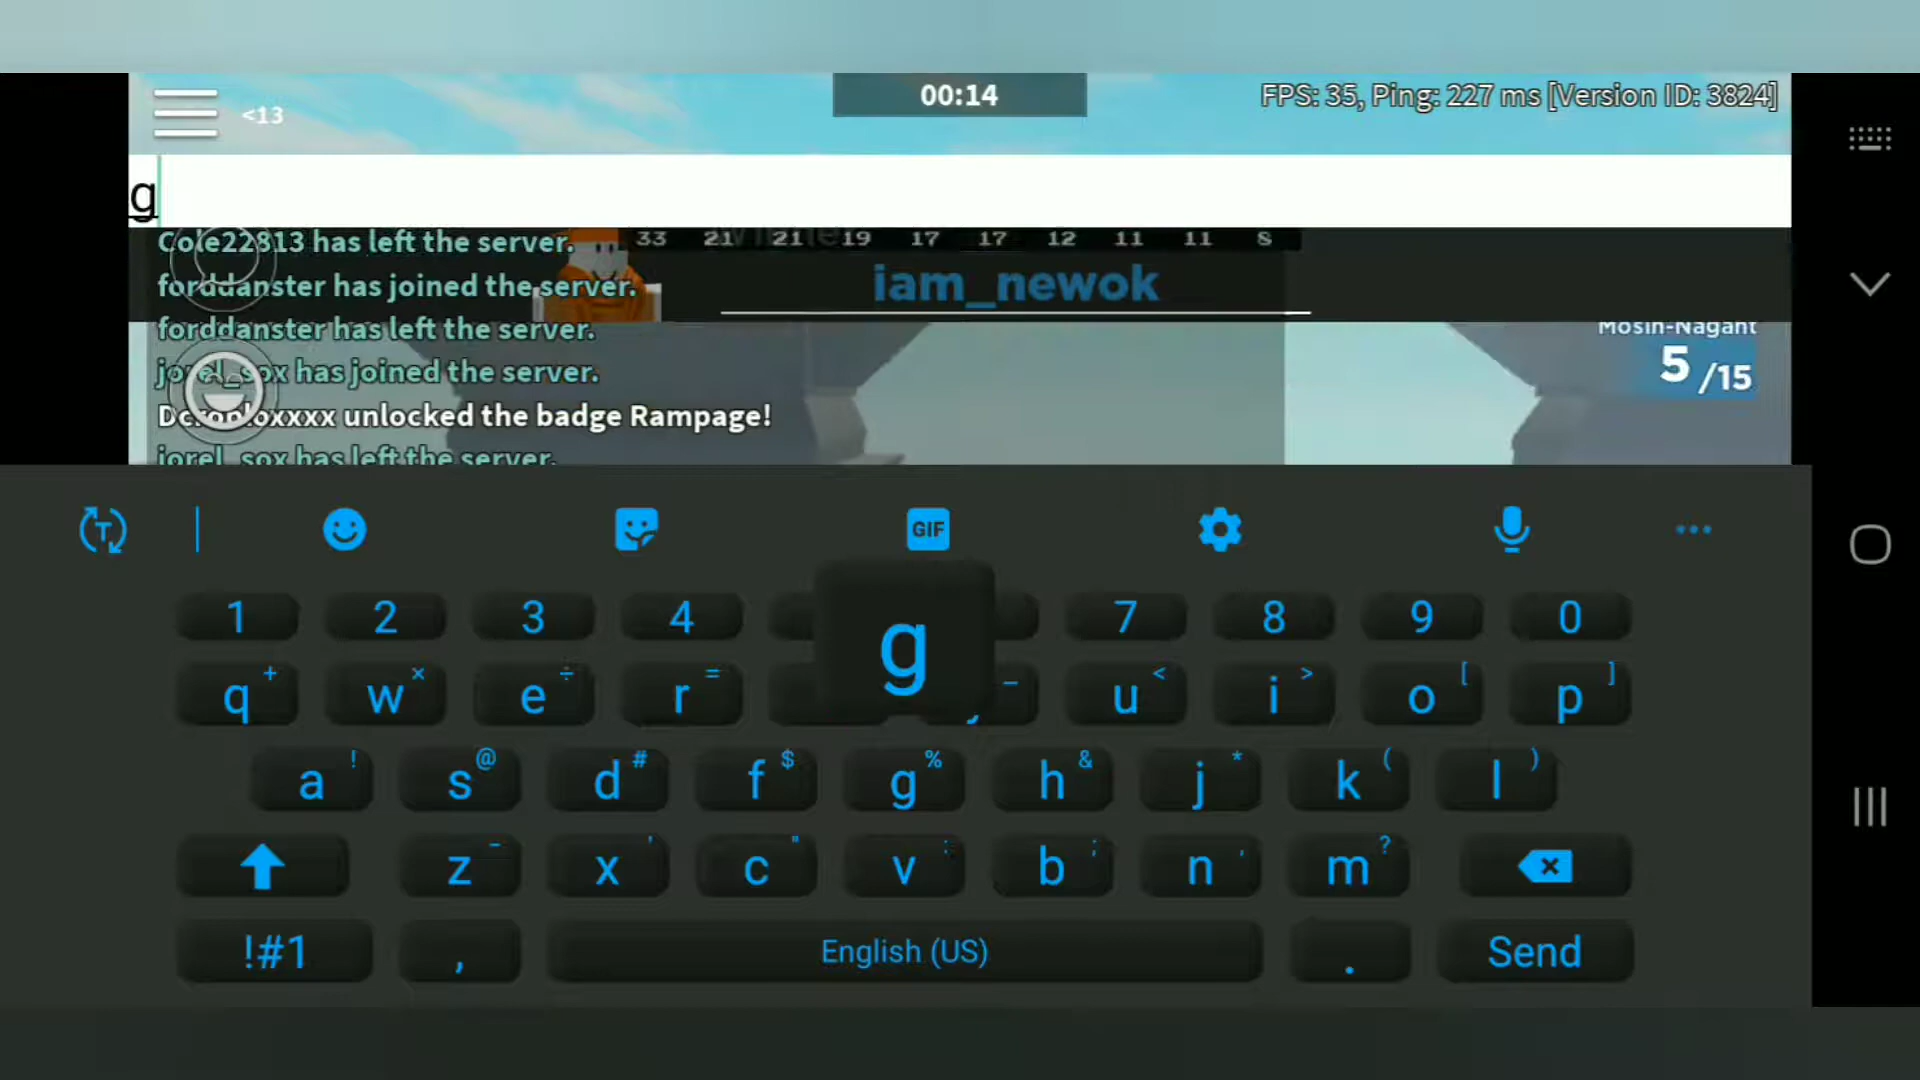 00:14
FPS: 35, Ping: 227 ms [Version ID: 3824]
<13
g
Cole22813 has left the server.
33 21 21 19 17 17 12 11 11 8
forddanster has joined the server.
iam_newok
forddanster has left the server.
Mosin-Nagant
5 /15
jorel_sox has joined the server.
unlocked the badge Rampage!
jorel_sox has left the server.
T
GIF
1 2 3 4 7 8 9 0
g
q + w × e ÷ r = - u < i > o [ p ]
a ! s @ d # f $ g % h & j * k ( l )
z - x ' c " v : b ; n , m ?
!#1 , English (US) . Send